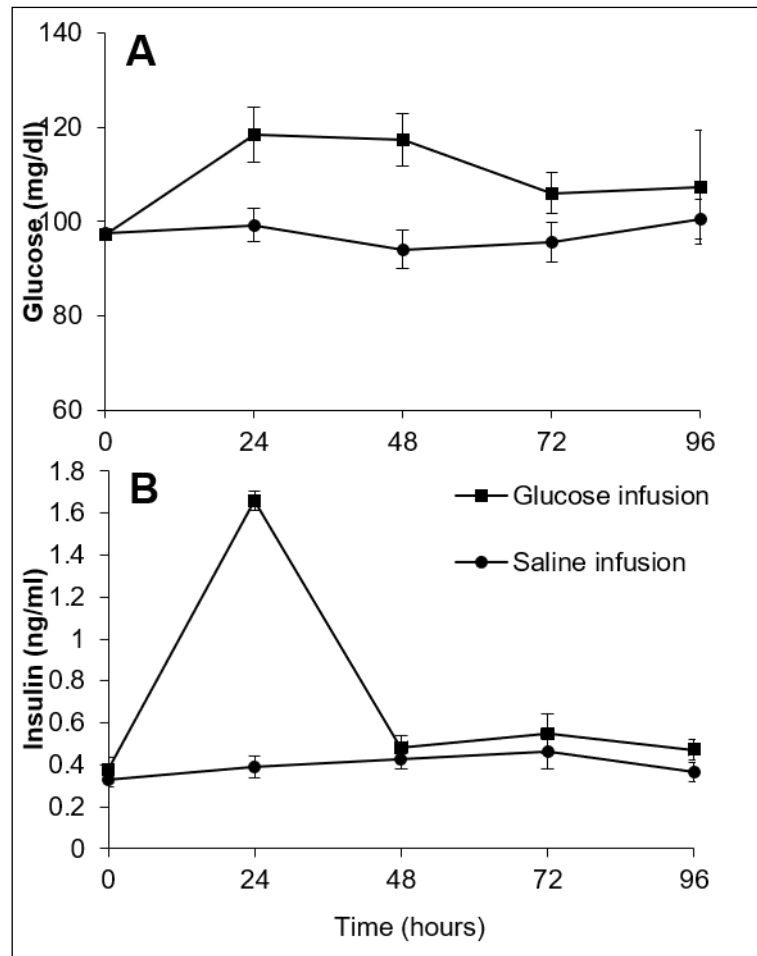 A
Glucose (mg/dl)
140
120
100
80
60
0 24 48 72 96
B
Insulin (ng/ml)
1.8
1.6
1.4
1.2
1
0.8
0.6
0.4
0.2
0
Glucose infusion
Saline infusion
0 24 48 72 96
Time (hours)